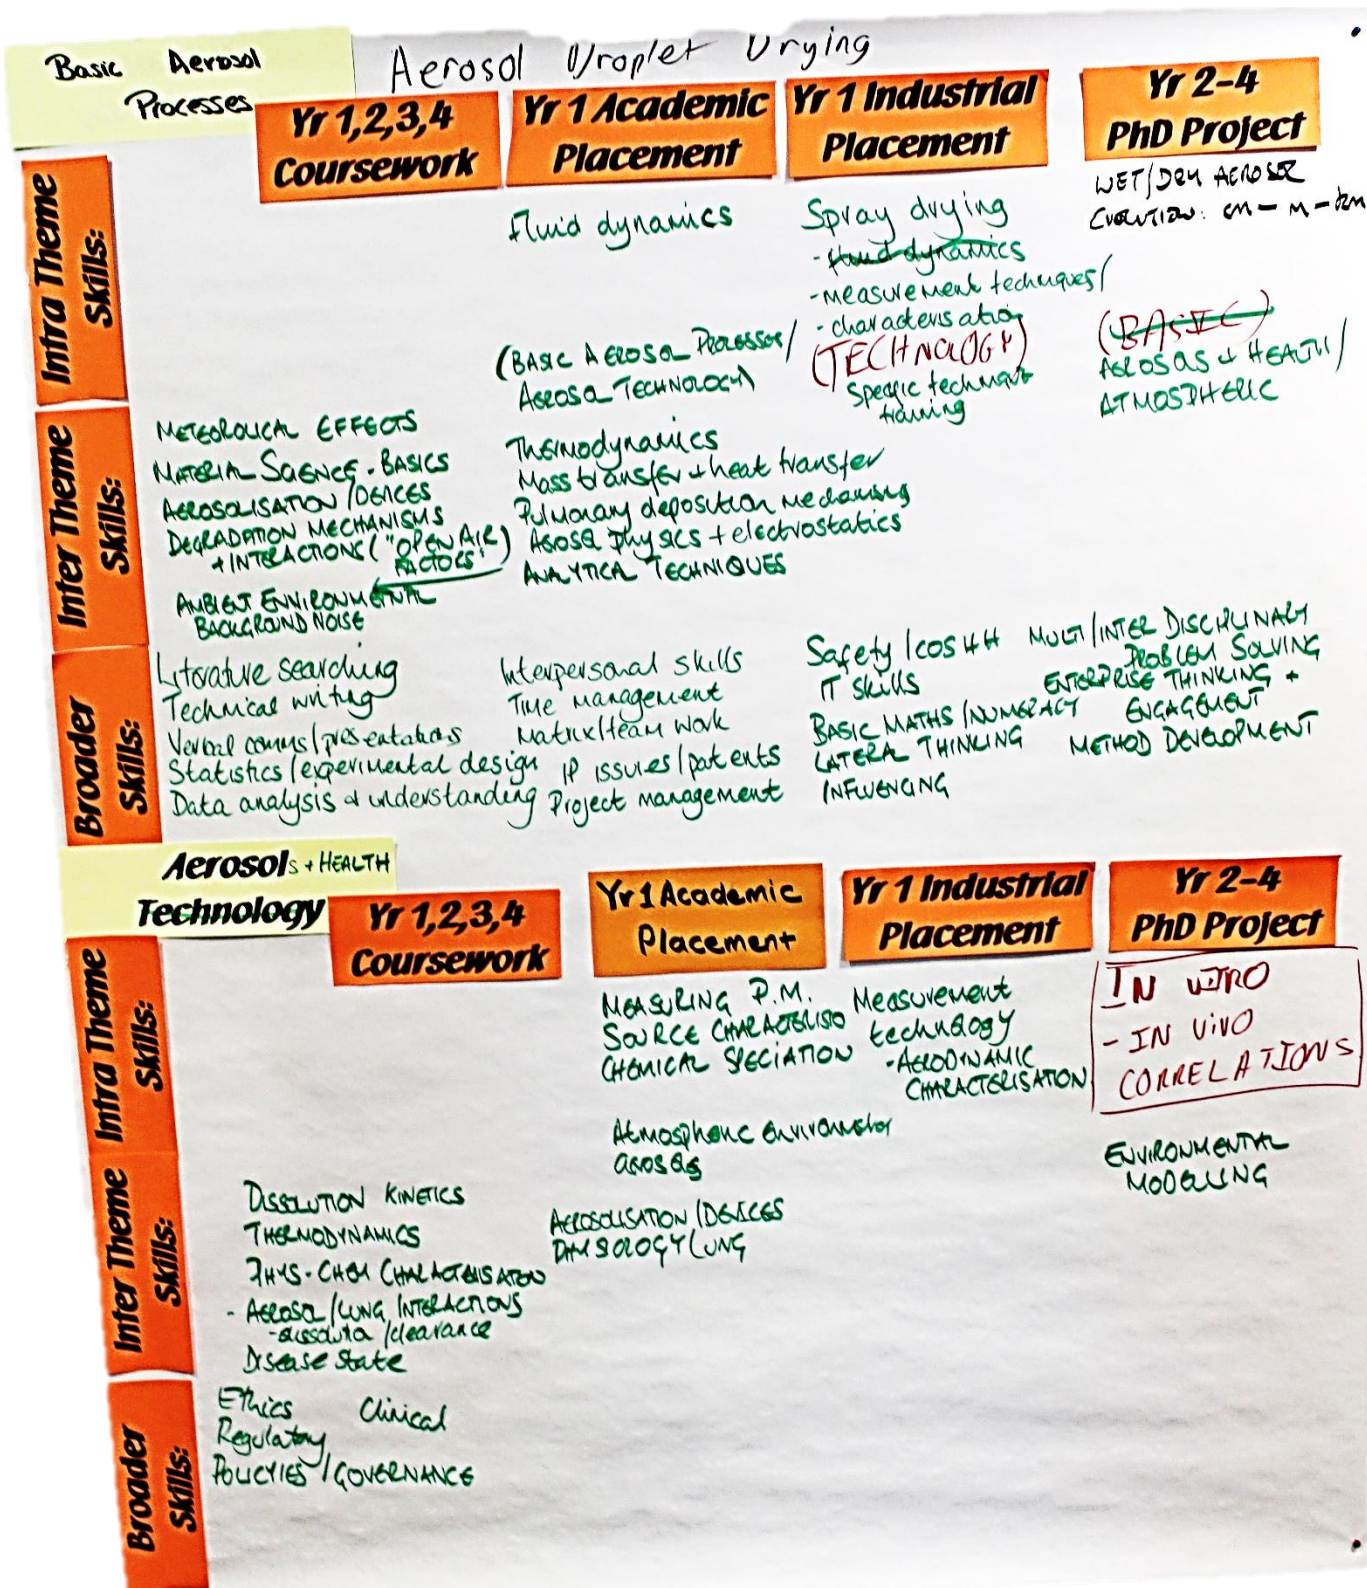 Basic Aerosol
Processes
Aerosol Droplet Drying
Yr 1,2,3,4
Coursework
Yr 1 Academic
Placement
Yr 1 Industrial
Placement
Yr 2-4
PhD Project
Intra Theme
Skills:
Fluid dynamics
(BASIC AEROSOL PROCESSES/
AEROSOL TECHNOLOGY)
Spray drying
- fluid dynamics
- measurement techniques/
- characterisation
(TECHNOLOGY)
Specific technique
training
WET/DRY AEROSOL
EVOLUTION: cm - m - km
(BASIC)
AEROSOLS + HEALTH/
ATMOSPHERIC
Inter Theme
Skills:
METEOROLICAL EFFECTS
MATERIAL SCIENCE - BASICS
AEROSOLISATION/DEVICES
DEGRADATION MECHANISMS
+ INTERACTIONS ("OPEN AIR
FACTORS")
AMBIENT ENVIRONMENTAL
BACKGROUND NOISE
Thermodynamics
Mass transfer + heat transfer
Pulmonary deposition mechanisms
Aerosol physics + electrostatics
ANALYTICAL TECHNIQUES
Broader
Skills:
Literature searching
Technical writing
Verbal comms/presentations
Statistics/experimental design
Data analysis & understanding
Interpersonal skills
Time management
Matrix/team work
IP issues/patents
Project management
Safety/COSHH
IT skills
BASIC MATHS/NUMERACY
LATERAL THINKING
INFLUENCING
MULTI/INTER DISCIPLINARY
PROBLEM SOLVING
ENTERPRISE THINKING +
ENGAGEMENT
METHOD DEVELOPMENT
Aerosols + HEALTH
Technology
Yr 1,2,3,4
Coursework
Yr 1 Academic
Placement
Yr 1 Industrial
Placement
Yr 2-4
PhD Project
Intra Theme
Skills:
MEASURING P.M.
SOURCE
CHEMICAL SPECIATION
Atmospheric
aerosols
Measurement
technology
- AERODYNAMIC
CHARACTERISATION
IN VITRO
- IN VIVO
CORRELATIONS
ENVIRONMENTAL
MODELLING
Inter Theme
Skills:
DISSOLUTION KINETICS
THERMODYNAMICS
PHYS-CHEM CHARACTERISATION
- AEROSOL/LUNG INTERACTIONS
- /clearance
Disease state
AEROSOLISATION/DEVICES
LUNG
Broader
Skills:
Ethics Clinical
Regulatory
POLICIES/GOVERNANCE